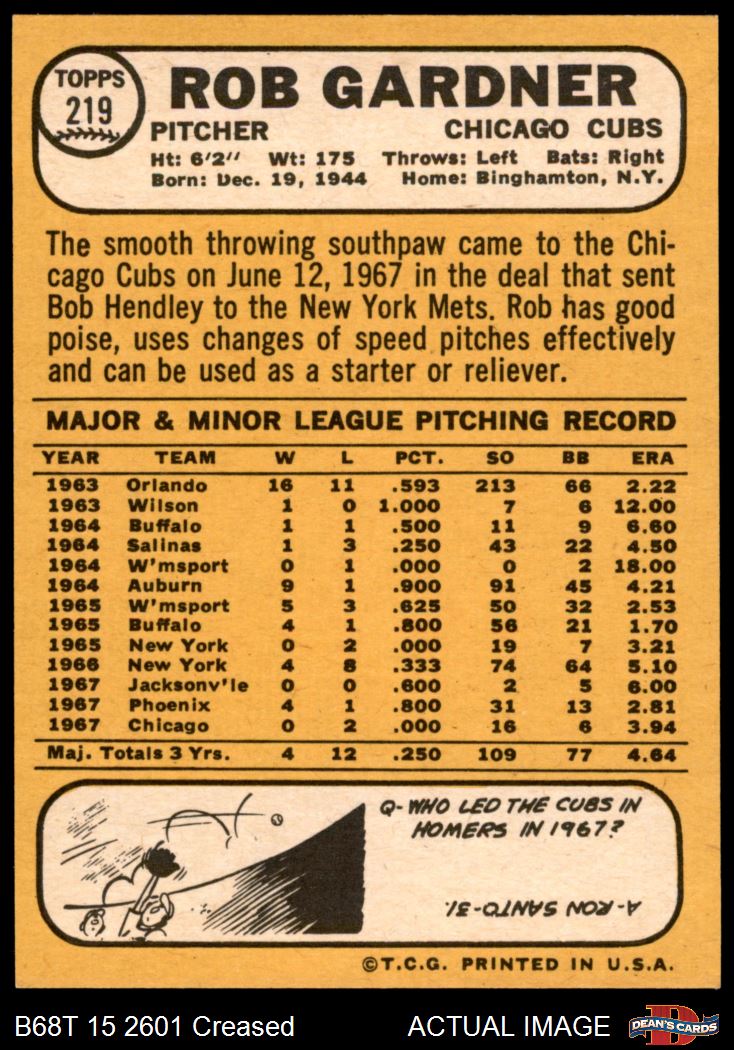 TOPPS
219
ROB GARDNER
PITCHER CHICAGO CUBS
Ht: 6'2" Wt: 175 Throws: Left Bats: Right
Born: Dec. 19, 1944 Home: Binghamton, N.Y.
The smooth throwing southpaw came to the Chi-
cago Cubs on June 12, 1967 in the deal that sent
Bob Hendley to the New York Mets. Rob has good
poise, uses changes of speed pitches effectively
and can be used as a starter or reliever.
MAJOR & MINOR LEAGUE PITCHING RECORD
YEAR TEAM W L PCT. SO BB ERA
1963 Orlando 16 11 .593 213 66 2.22
1963 Wilson 1 0 1.000 7 6 12.00
1964 Buffalo 1 1 .500 11 9 6.60
1964 Salinas 1 3 .250 43 22 4.50
1964 W'msport 0 1 .000 0 2 18.00
1964 Auburn 9 1 .900 91 45 4.21
1965 W'msport 5 3 .625 50 32 2.53
1965 Buffalo 4 1 .800 56 21 1.70
1965 New York 0 2 .000 19 7 3.21
1966 New York 4 8 .333 74 64 5.10
1967 Jacksonv'le 0 0 .600 2 5 6.00
1967 Phoenix 4 1 .800 31 13 2.81
1967 Chicago 0 2 .000 16 6 3.94
Maj. Totals 3 Yrs. 4 12 .250 109 77 4.64
Q-WHO LED THE CUBS IN
HOMERS IN 1967?
A-RON SANTO-31.
©T.C.G. PRINTED IN U.S.A.
B68T 15 2601 Creased ACTUAL IMAGE
D
DEAN'S CARDS